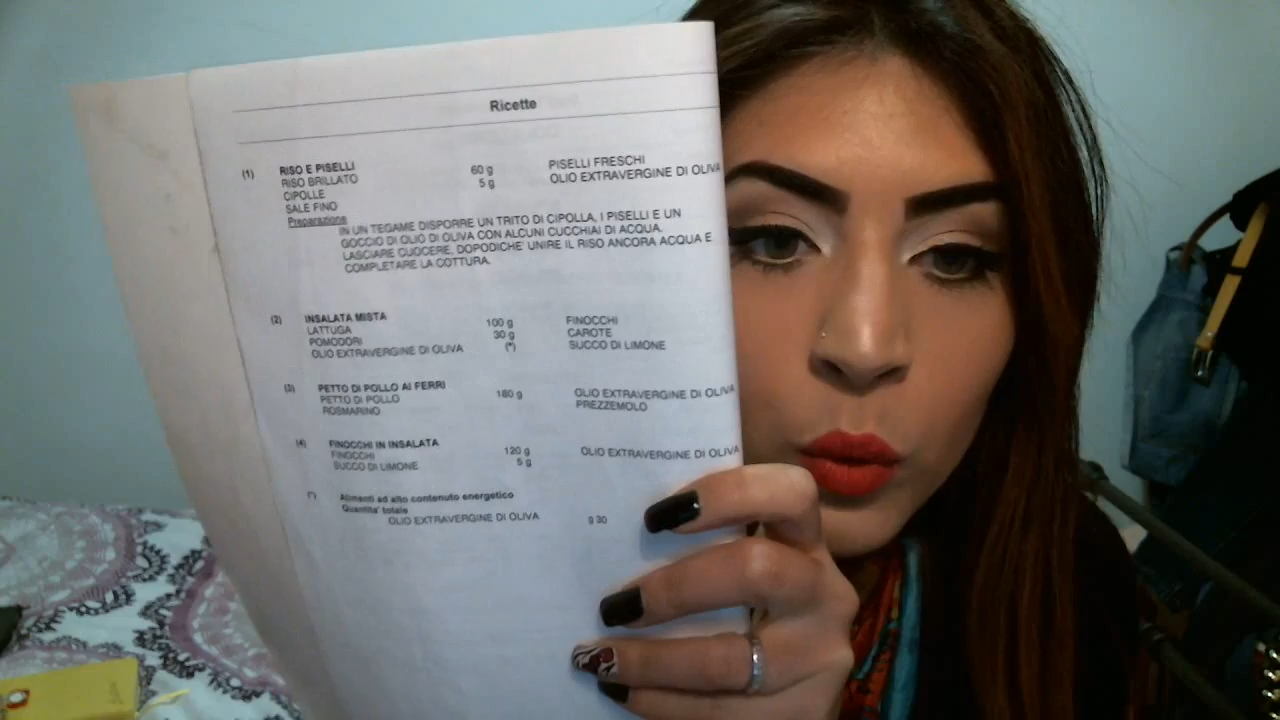 Ricette
(1) RISO E PISELLI 60 g PISELLI FRESCHI
RISO BRILLATO 5 g OLIO EXTRAVERGINE DI OLIVA
CIPOLLE
SALE FINO
Preparazione
IN UN TEGAME DISPORRE UN TRITO DI CIPOLLA, I PISELLI E UN
GOCCIO DI OLIO DI OLIVA CON ALCUNI CUCCHIAI DI ACQUA.
LASCIARE CUOCERE, DOPODICHE' UNIRE IL RISO ANCORA ACQUA E
COMPLETARE LA COTTURA.
(2) INSALATA MISTA
LATTUGA 100 g FINOCCHI
POMODORI 30 g CAROTE
OLIO EXTRAVERGINE DI OLIVA (*) SUCCO DI LIMONE
(3) PETTO DI POLLO AI FERRI
PETTO DI POLLO 180 g OLIO EXTRAVERGINE DI OLIVA
ROSMARINO PREZZEMOLO
(4) FINOCCHI IN INSALATA
FINOCCHI 120 g OLIO EXTRAVERGINE DI OLIVA
SUCCO DI LIMONE 5 g
(*) Alimenti ad alto contenuto energetico
Quantita' totale
OLIO EXTRAVERGINE DI OLIVA g 30